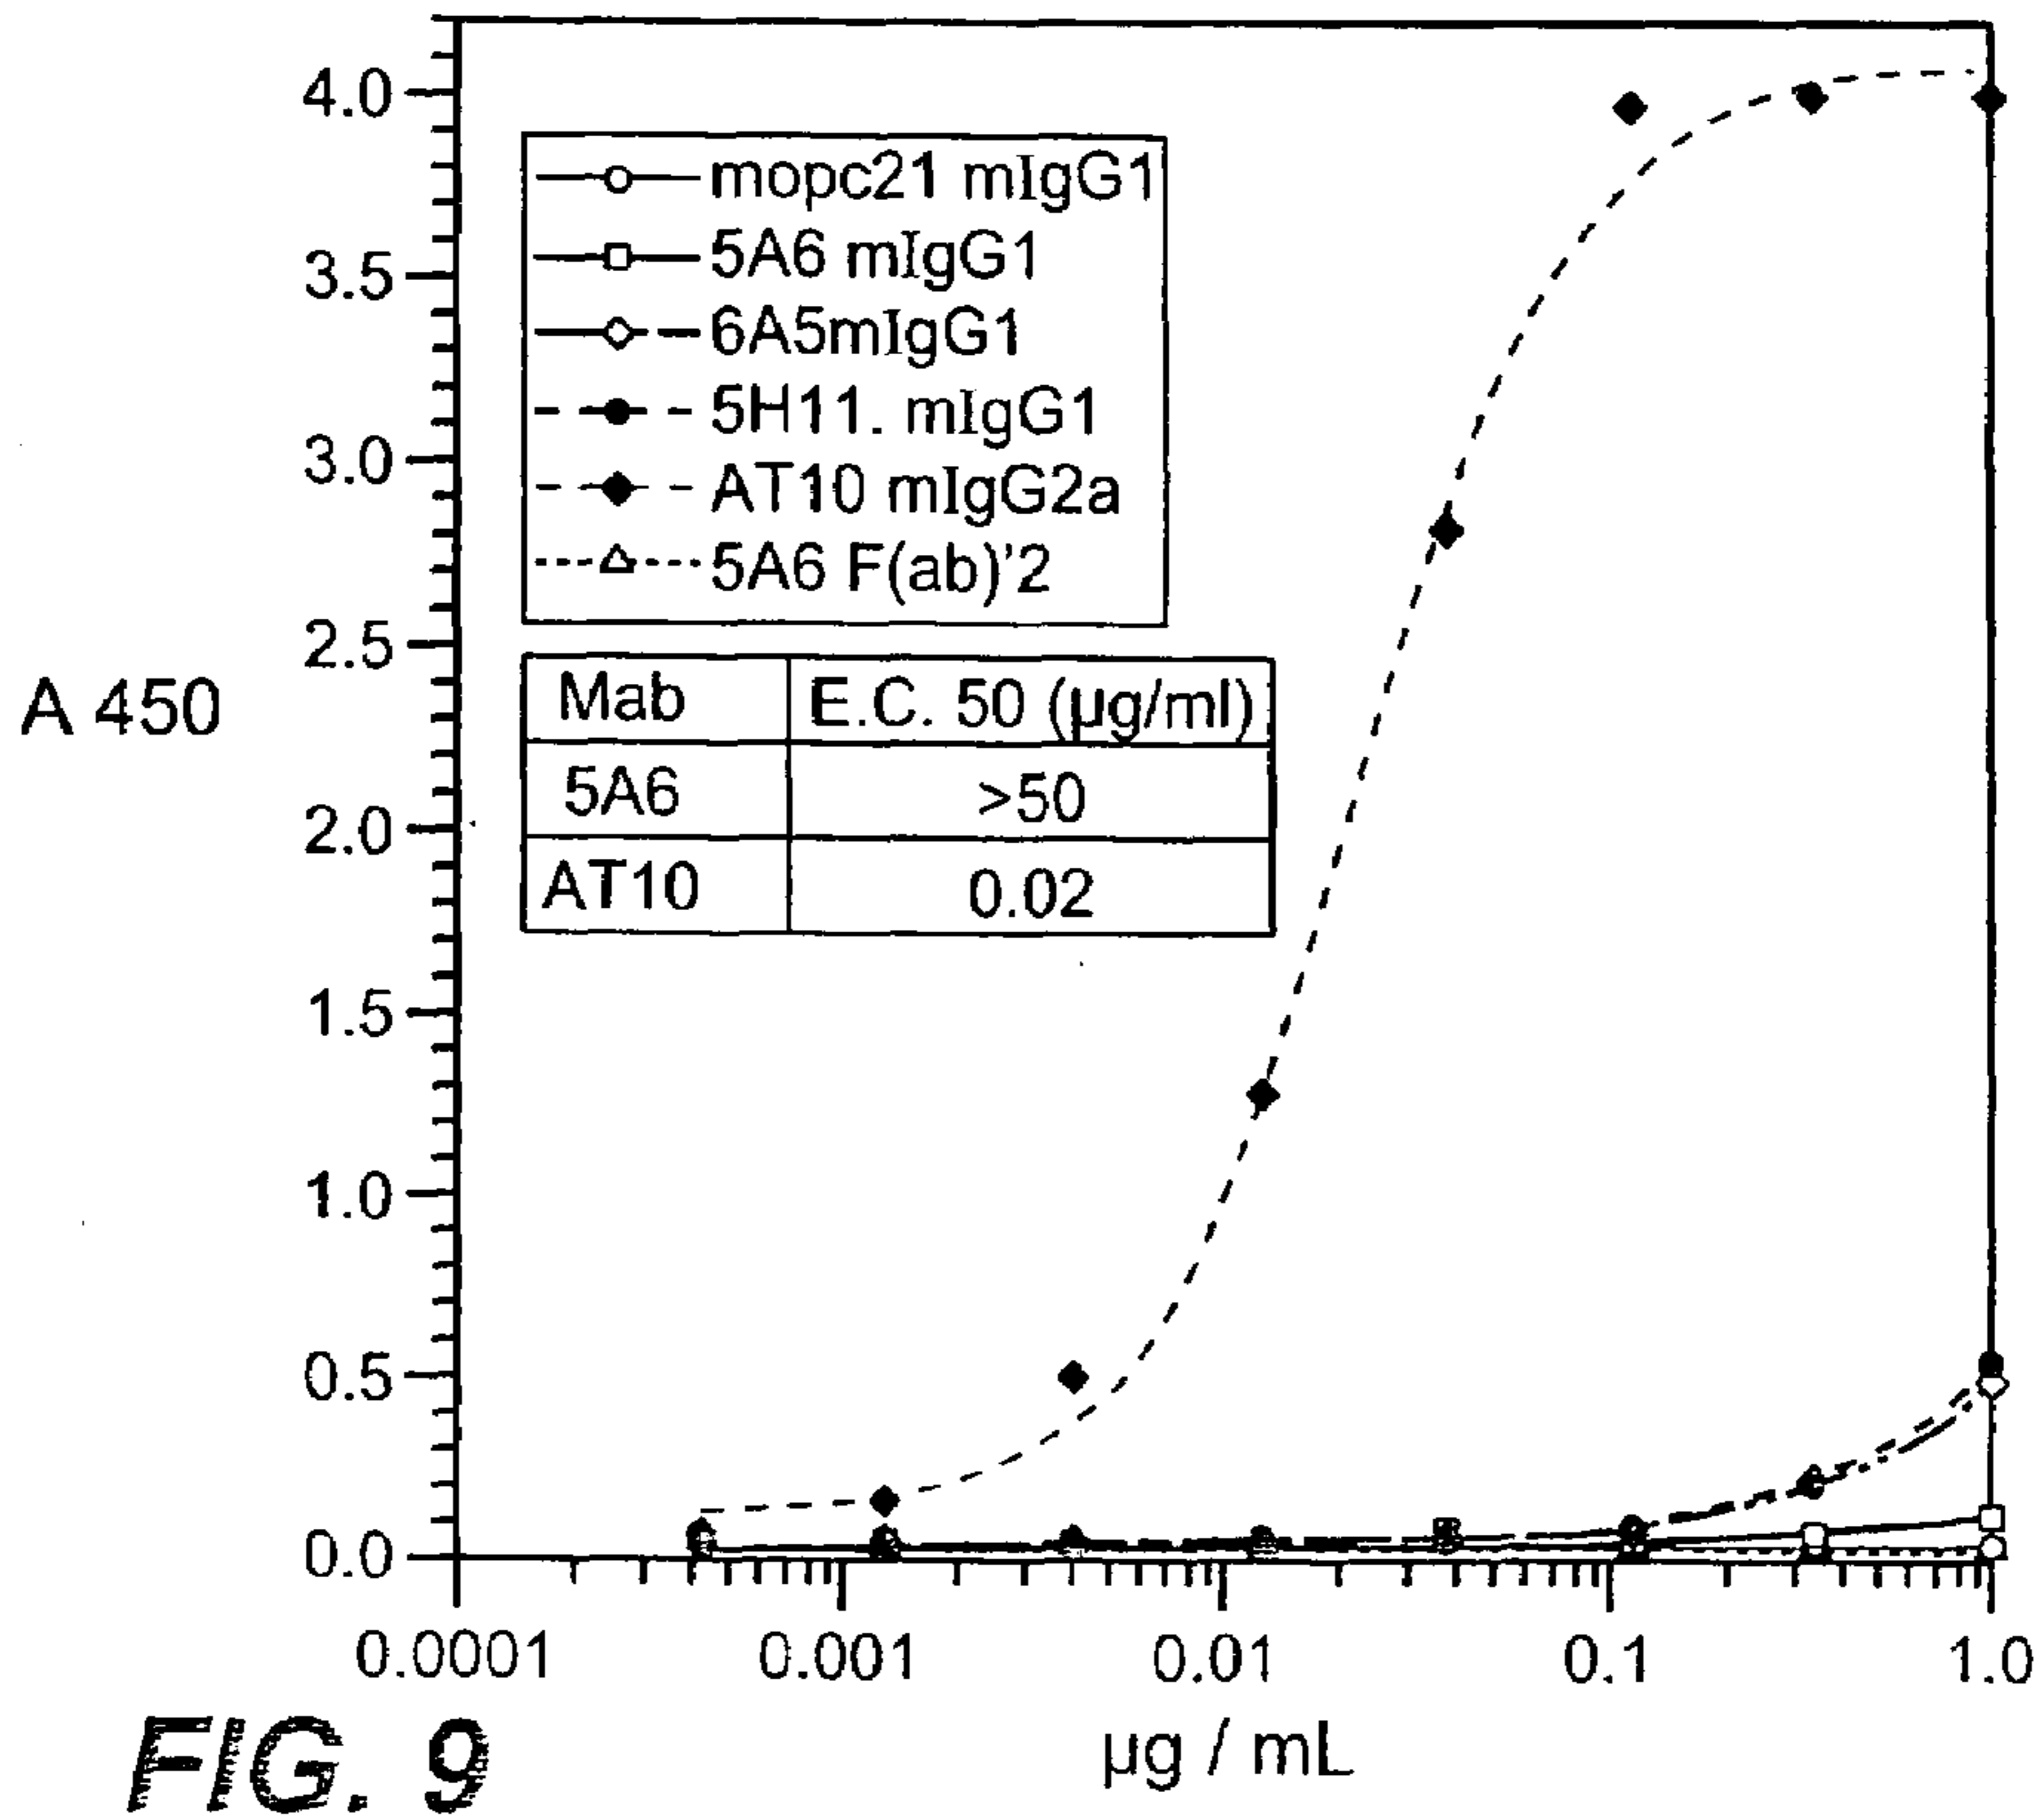 4.0
mopc21 mIgG1
5A6 mIgG1
3.5
6A5mIgG1
5H11. mIgG1
3.0
AT10 mIgG2a
5A6 F(ab)'2
2.5
A 450
Mab E.C. 50 (µg/ml)
5A6 >50
2.0
AT10 0.02
1.5
1.0
0.5
0.0
0.0001 0.001 0.01 0.1 1.0
µg / mL
FIG. 9